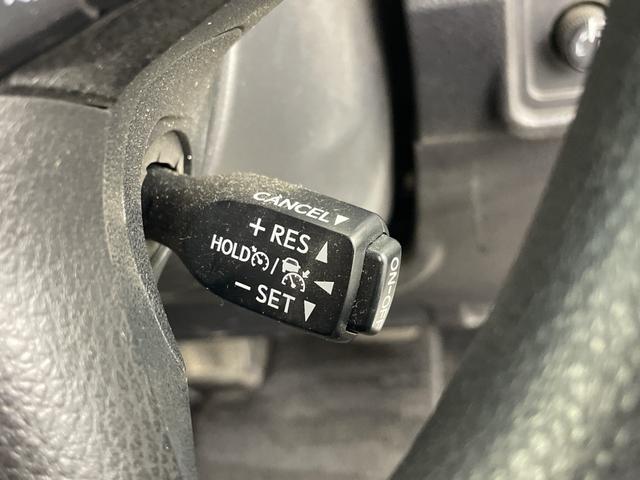 CANCEL▼
+ RES ▲
HOLD /
− SET ▼
ON-OFF